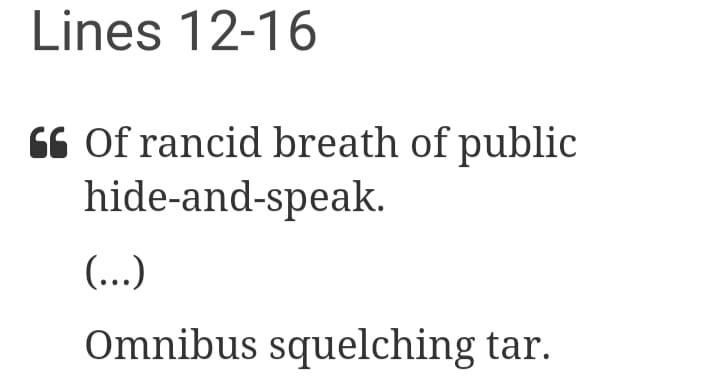 Lines 12-16
❝ Of rancid breath of public
hide-and-speak.
(...)
Omnibus squelching tar.